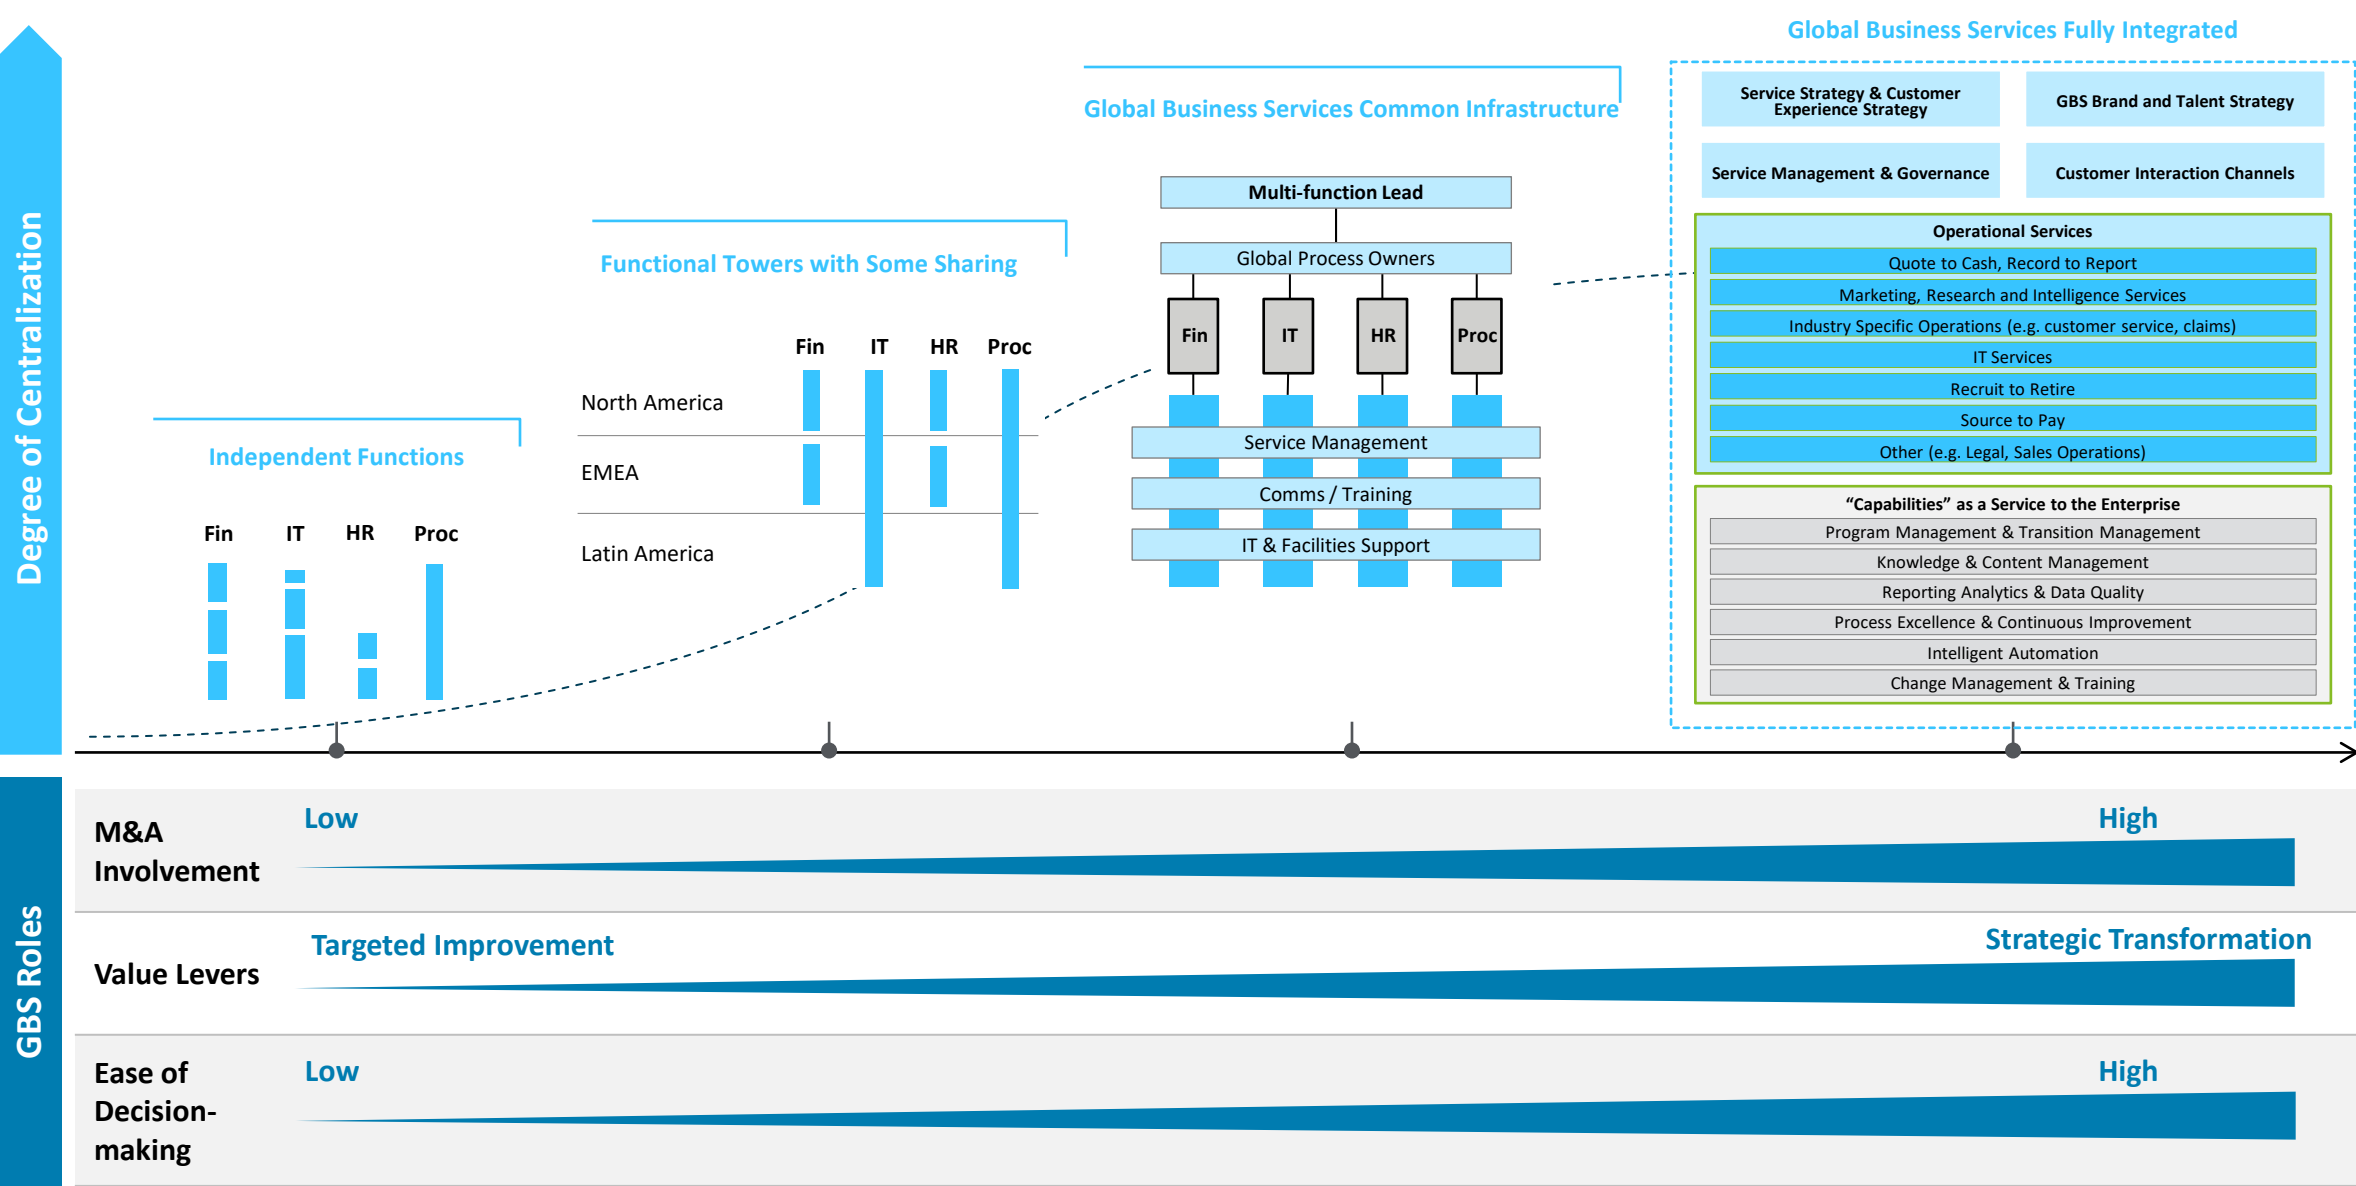 Degree of Centralization
Independent Functions
Fin IT HR Proc
Functional Towers with Some Sharing
Fin IT HR Proc
North America
EMEA
Latin America
Global Business Services Common Infrastructure
Multi-function Lead
Global Process Owners
Fin IT HR Proc
Service Management
Comms / Training
IT & Facilities Support
Global Business Services Fully Integrated
Service Strategy & Customer
Experience Strategy
GBS Brand and Talent Strategy
Service Management & Governance
Customer Interaction Channels
Operational Services
Quote to Cash, Record to Report
Marketing, Research and Intelligence Services
Industry Specific Operations (e.g. customer service, claims)
IT Services
Recruit to Retire
Source to Pay
Other (e.g. Legal, Sales Operations)
“Capabilities” as a Service to the Enterprise
Program Management & Transition Management
Knowledge & Content Management
Reporting Analytics & Data Quality
Process Excellence & Continuous Improvement
Intelligent Automation
Change Management & Training
GBS Roles
M&A
Involvement
Low
High
Value Levers
Targeted Improvement
Strategic Transformation
Ease of
Decision-
making
Low
High